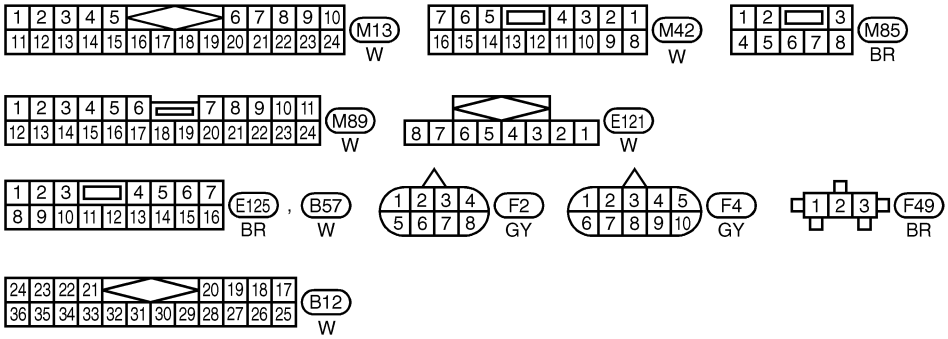 1 2 3 4 5 6 7 8 9 10
11 12 13 14 15 16 17 18 19 20 21 22 23 24
M13
W
7 6 5 4 3 2 1
16 15 14 13 12 11 10 9 8
M42
W
1 2 3
4 5 6 7 8
M85
BR
1 2 3 4 5 6 7 8 9 10 11
12 13 14 15 16 17 18 19 20 21 22 23 24
M89
W
8 7 6 5 4 3 2 1
E121
W
1 2 3 4 5 6 7
8 9 10 11 12 13 14 15 16
E125 , B57
BR W
1 2 3 4
5 6 7 8
F2
GY
1 2 3 4 5
6 7 8 9 10
F4
GY
1 2 3
F49
BR
24 23 22 21 20 19 18 17
36 35 34 33 32 31 30 29 28 27 26 25
B12
W